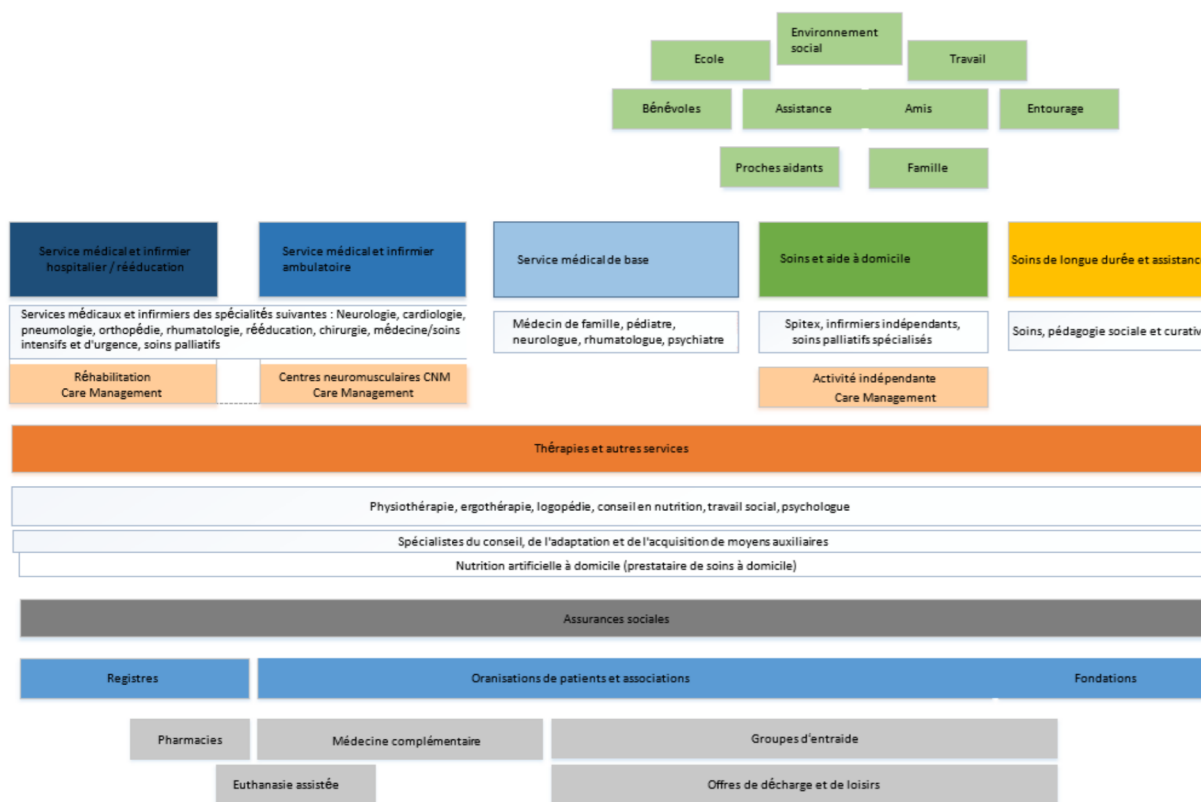 Environnement
social
Ecole
Travail
Bénévoles
Assistance
Amis
Entourage
Proches aidants
Famille
Service médical et infirmier
hospitalier / rééducation
Service médical et infirmier
ambulatoire
Service médical de base
Soins et aide à domicile
Soins de longue durée et assistance
Services médicaux et infirmiers des spécialités suivantes : Neurologie, cardiologie,
pneumologie, orthopédie, rhumatologie, rééducation, chirurgie, médecine/soins
intensifs et d'urgence, soins palliatifs
Médecin de famille, pédiatre,
neurologue, rhumatologue, psychiatre
Spitex, infirmiers indépendants,
soins palliatifs spécialisés
Soins, pédagogie sociale et curativ
Réhabilitation
Care Management
Centres neuromusculaires CNM
Care Management
Activité indépendante
Care Management
Thérapies et autres services
Physiothérapie, ergothérapie, logopédie, conseil en nutrition, travail social, psychologue
Spécialistes du conseil, de l'adaptation et de l'acquisition de moyens auxiliaires
Nutrition artificielle à domicile (prestataire de soins à domicile)
Assurances sociales
Registres
Oranisations de patients et associations
Fondations
Pharmacies
Médecine complémentaire
Groupes d'entraide
Euthanasie assistée
Offres de décharge et de loisirs